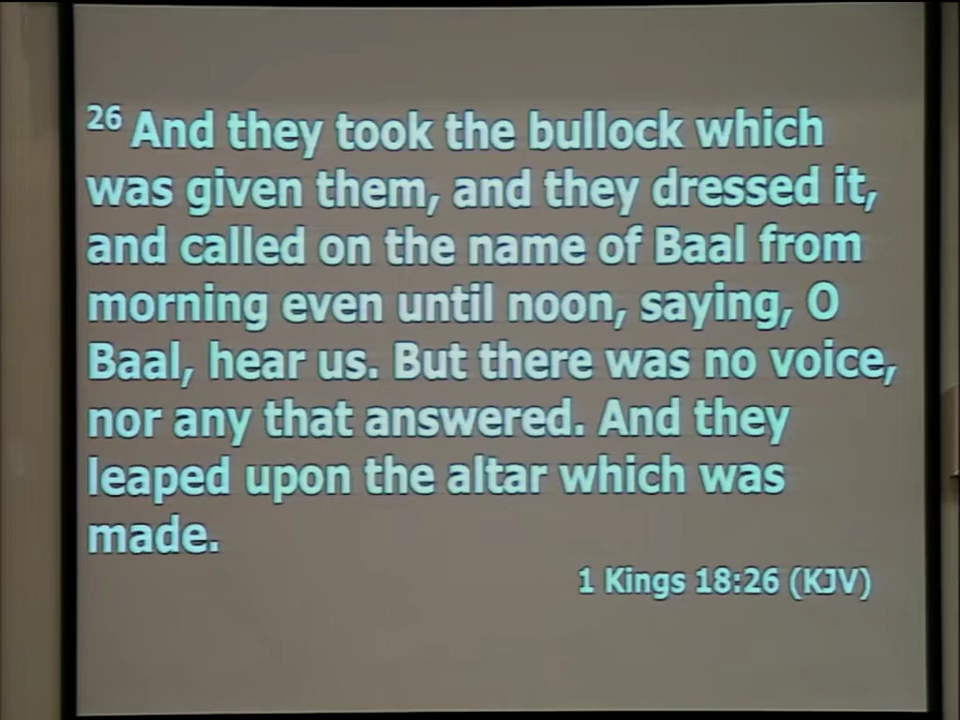 26 And they took the bullock which
was given them, and they dressed it,
and called on the name of Baal from
morning even until noon, saying, O
Baal, hear us. But there was no voice,
nor any that answered. And they
leaped upon the altar which was
made.
1 Kings 18:26 (KJV)